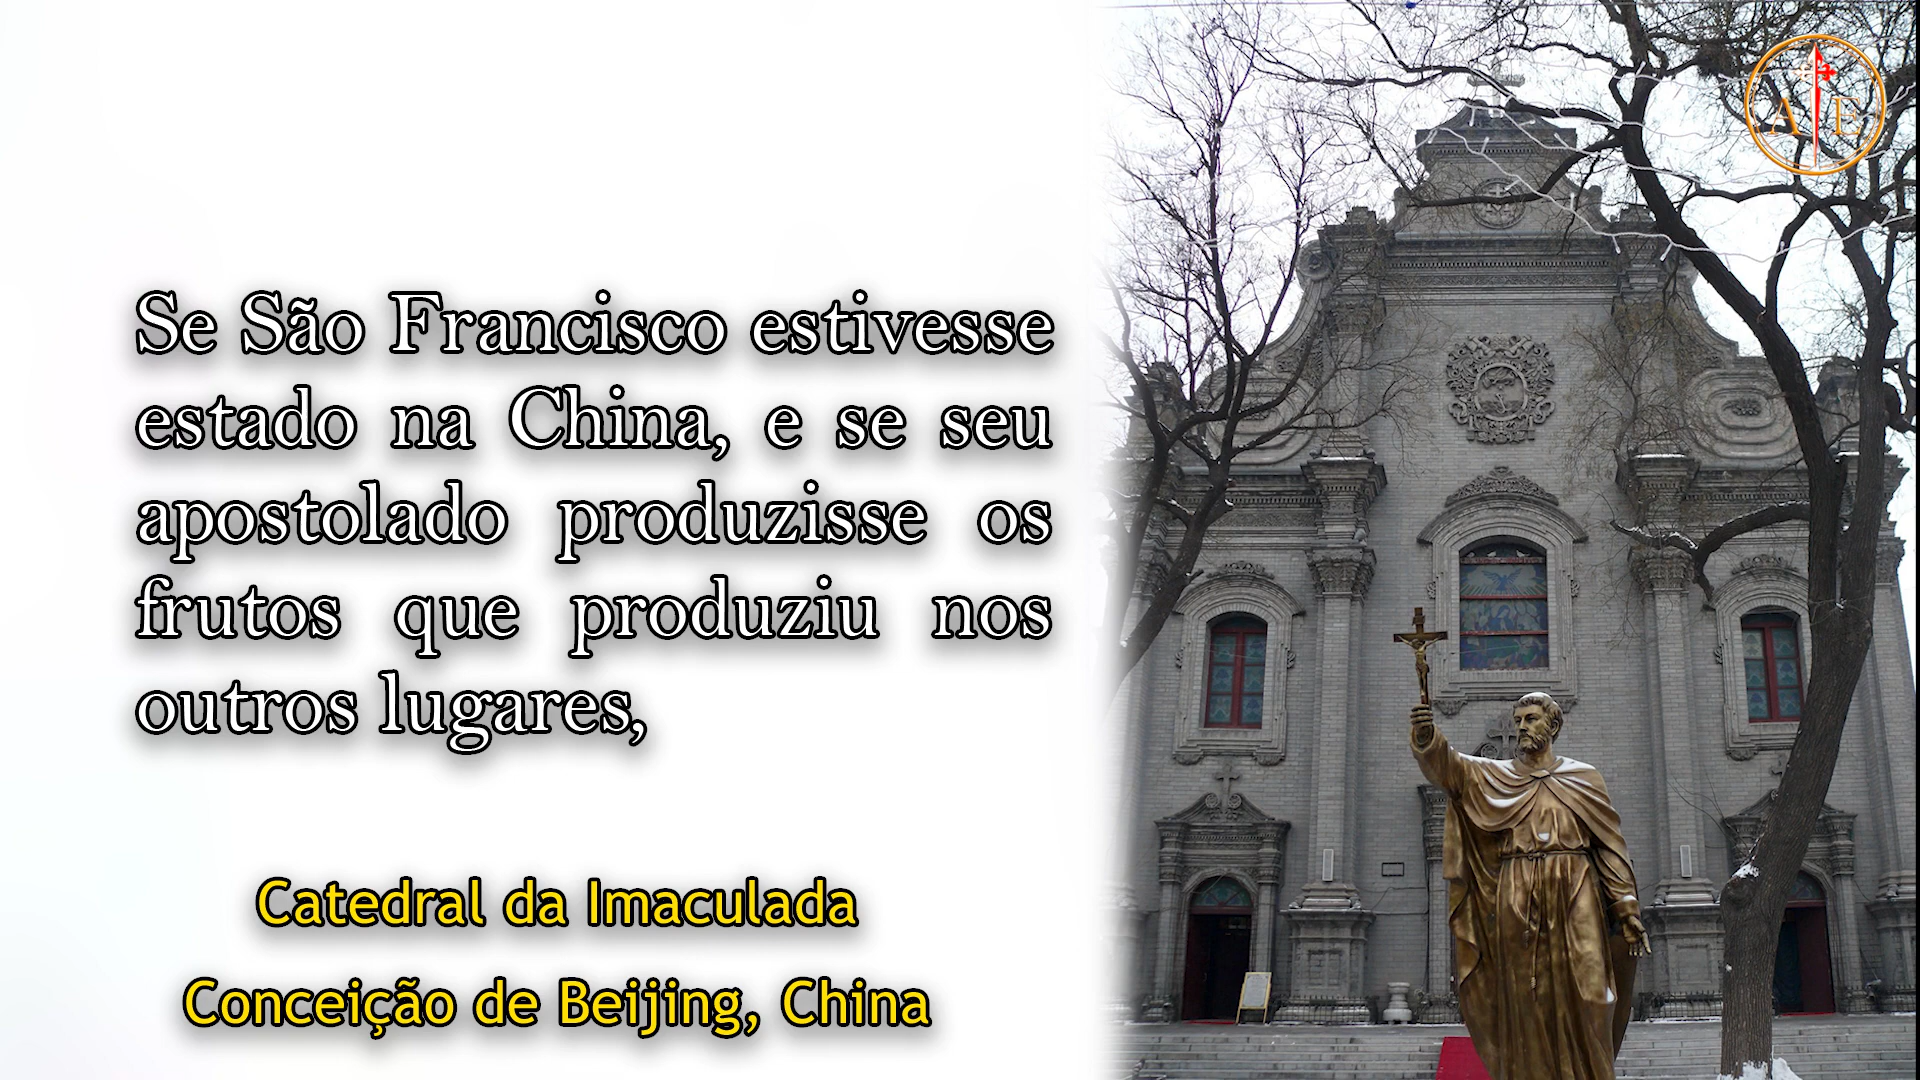 Se São Francisco estivesse
estado na China, e se seu
apostolado produzisse os
frutos que produziu nos
outros lugares,
Catedral da Imaculada
Conceição de Beijing, China
A E